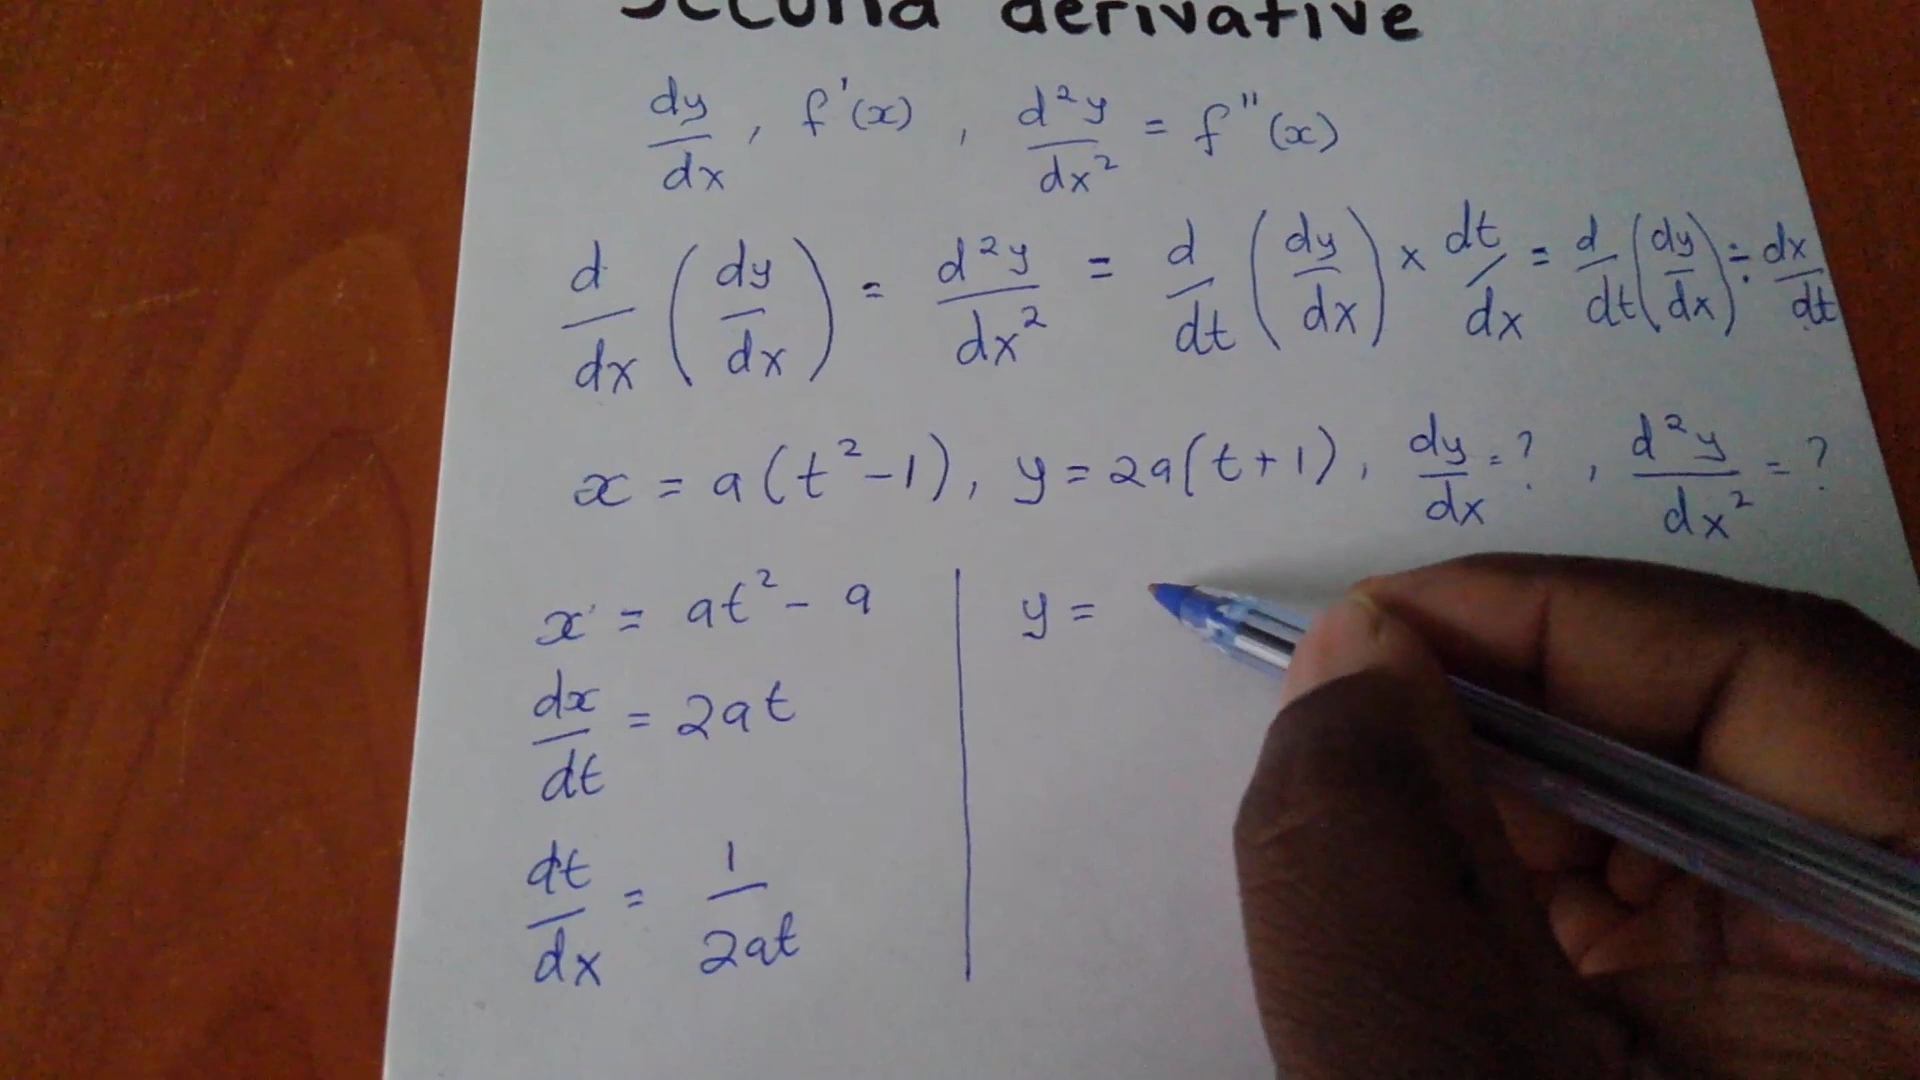 Second derivative
dy/dx , f'(x) , d²y/dx² = f''(x)
d/dx (dy/dx) = d²y/dx² = d/dt (dy/dx) × dt/dx = d/dt (dy/dx) ÷ dx/dt
x = a(t²-1), y = 2a(t+1), dy/dx = ? , d²y/dx² = ?
x = at² - a
dx/dt = 2at
dt/dx = 1/2at
y =